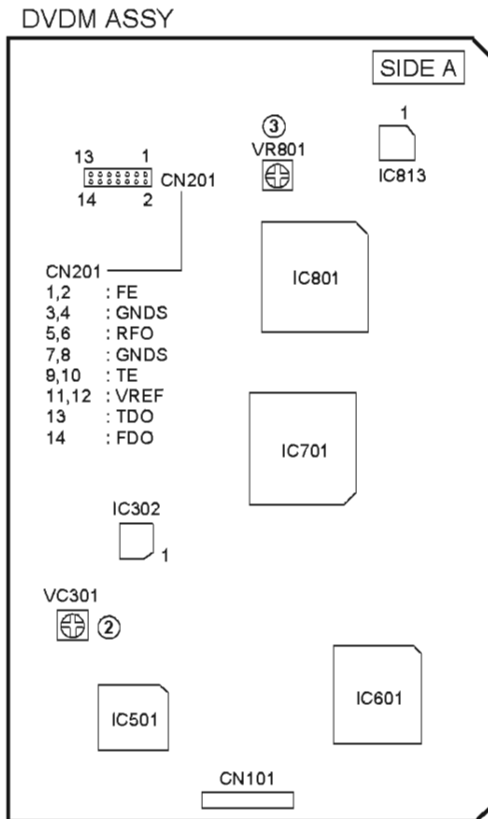 DVDM ASSY
SIDE A
③
VR801
1
IC813
13 1
CN201
14 2
IC801
CN201
1,2 : FE
3,4 : GNDS
5,6 : RFO
7,8 : GNDS
9,10 : TE
11,12 : VREF
13 : TDO
14 : FDO
IC701
IC302
1
VC301
②
IC501
IC601
CN101